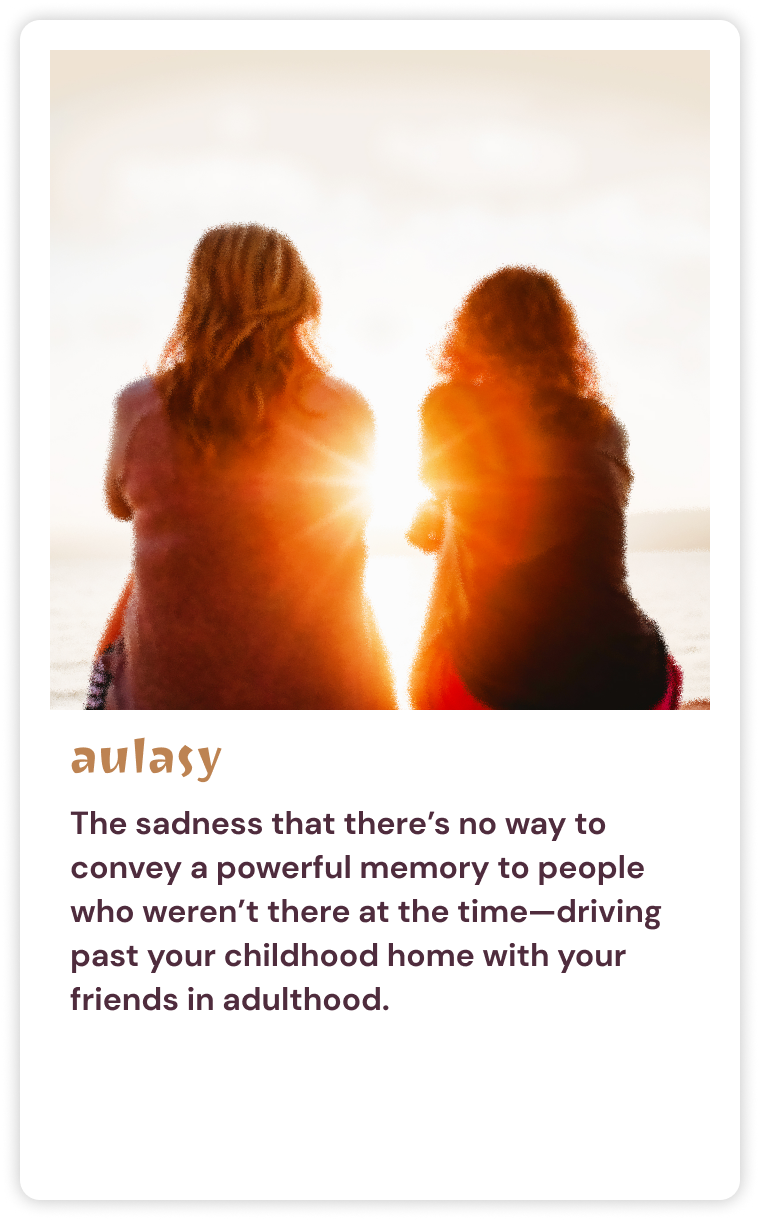 aulasy
The sadness that there’s no way to
convey a powerful memory to people
who weren’t there at the time—driving
past your childhood home with your
friends in adulthood.